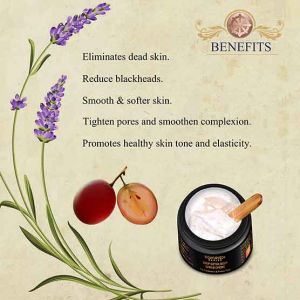 BENEFITS
Eliminates dead skin.
Reduce blackheads.
Smooth & softer skin.
Tighten pores and smoothen complexion.
Promotes healthy skin tone and elasticity.